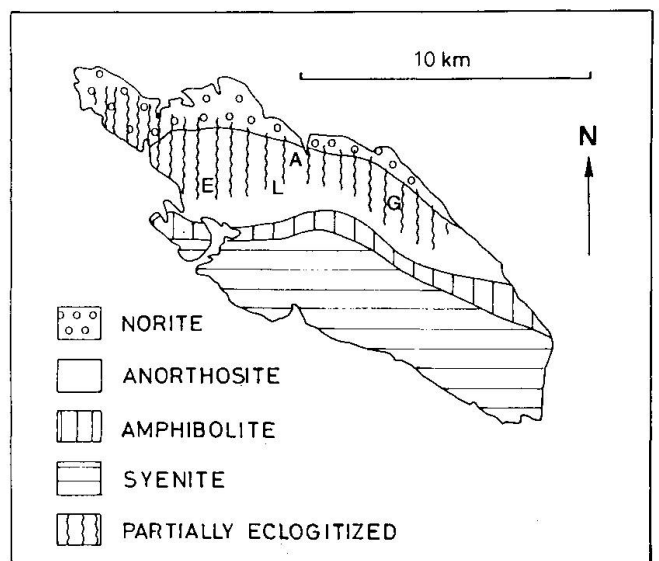 10 km
N
A
E
L
G
NORITE
ANORTHOSITE
AMPHIBOLITE
SYENITE
PARTIALLY ECLOGITIZED